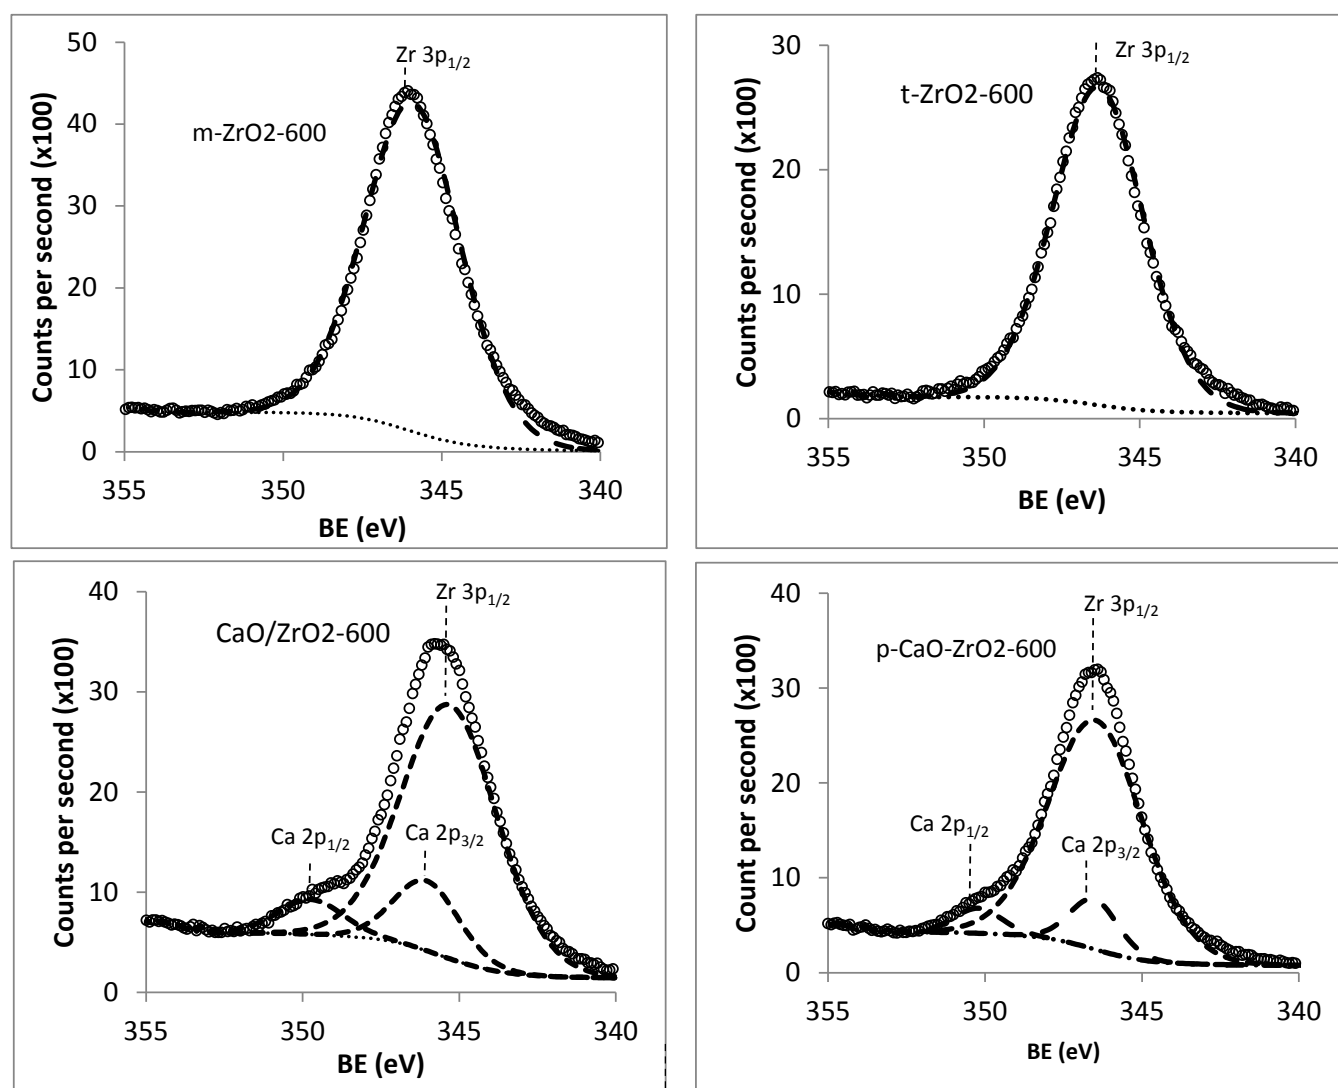 50
40
30
20
10
0
Counts per second (x100)
Zr 3p1/2
m-ZrO2-600
355 350 345 340
BE (eV)
30
20
10
0
Counts per second (x100)
Zr 3p1/2
t-ZrO2-600
355 350 345 340
BE (eV)
40
30
20
10
0
Counts per second (x100)
Zr 3p1/2
CaO/ZrO2-600
Ca 2p1/2
Ca 2p3/2
355 350 345 340
BE (eV)
40
30
20
10
0
Count per second (x100)
Zr 3p1/2
p-CaO-ZrO2-600
Ca 2p1/2
Ca 2p3/2
355 350 345 340
BE (eV)